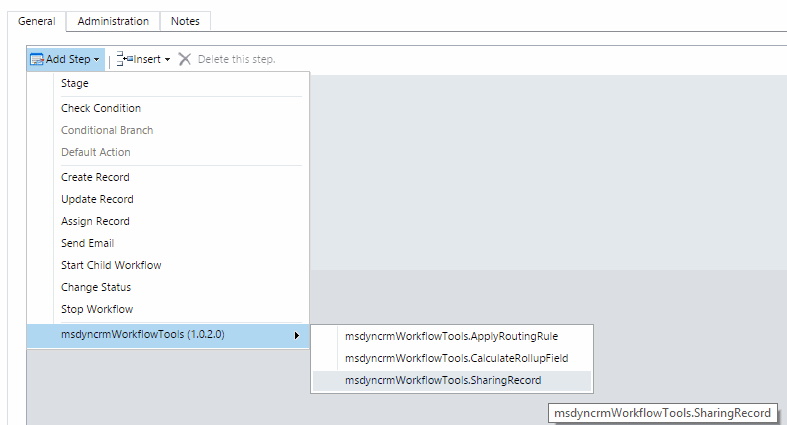 General Administration Notes
Add Step Insert Delete this step.
Stage
Check Condition
Conditional Branch
Default Action
Create Record
Update Record
Assign Record
Send Email
Start Child Workflow
Change Status
Stop Workflow
msdyncrmWorkflowTools (1.0.2.0)
msdyncrmWorkflowTools.ApplyRoutingRule
msdyncrmWorkflowTools.CalculateRollupField
msdyncrmWorkflowTools.SharingRecord
msdyncrmWorkflowTools.SharingRecord